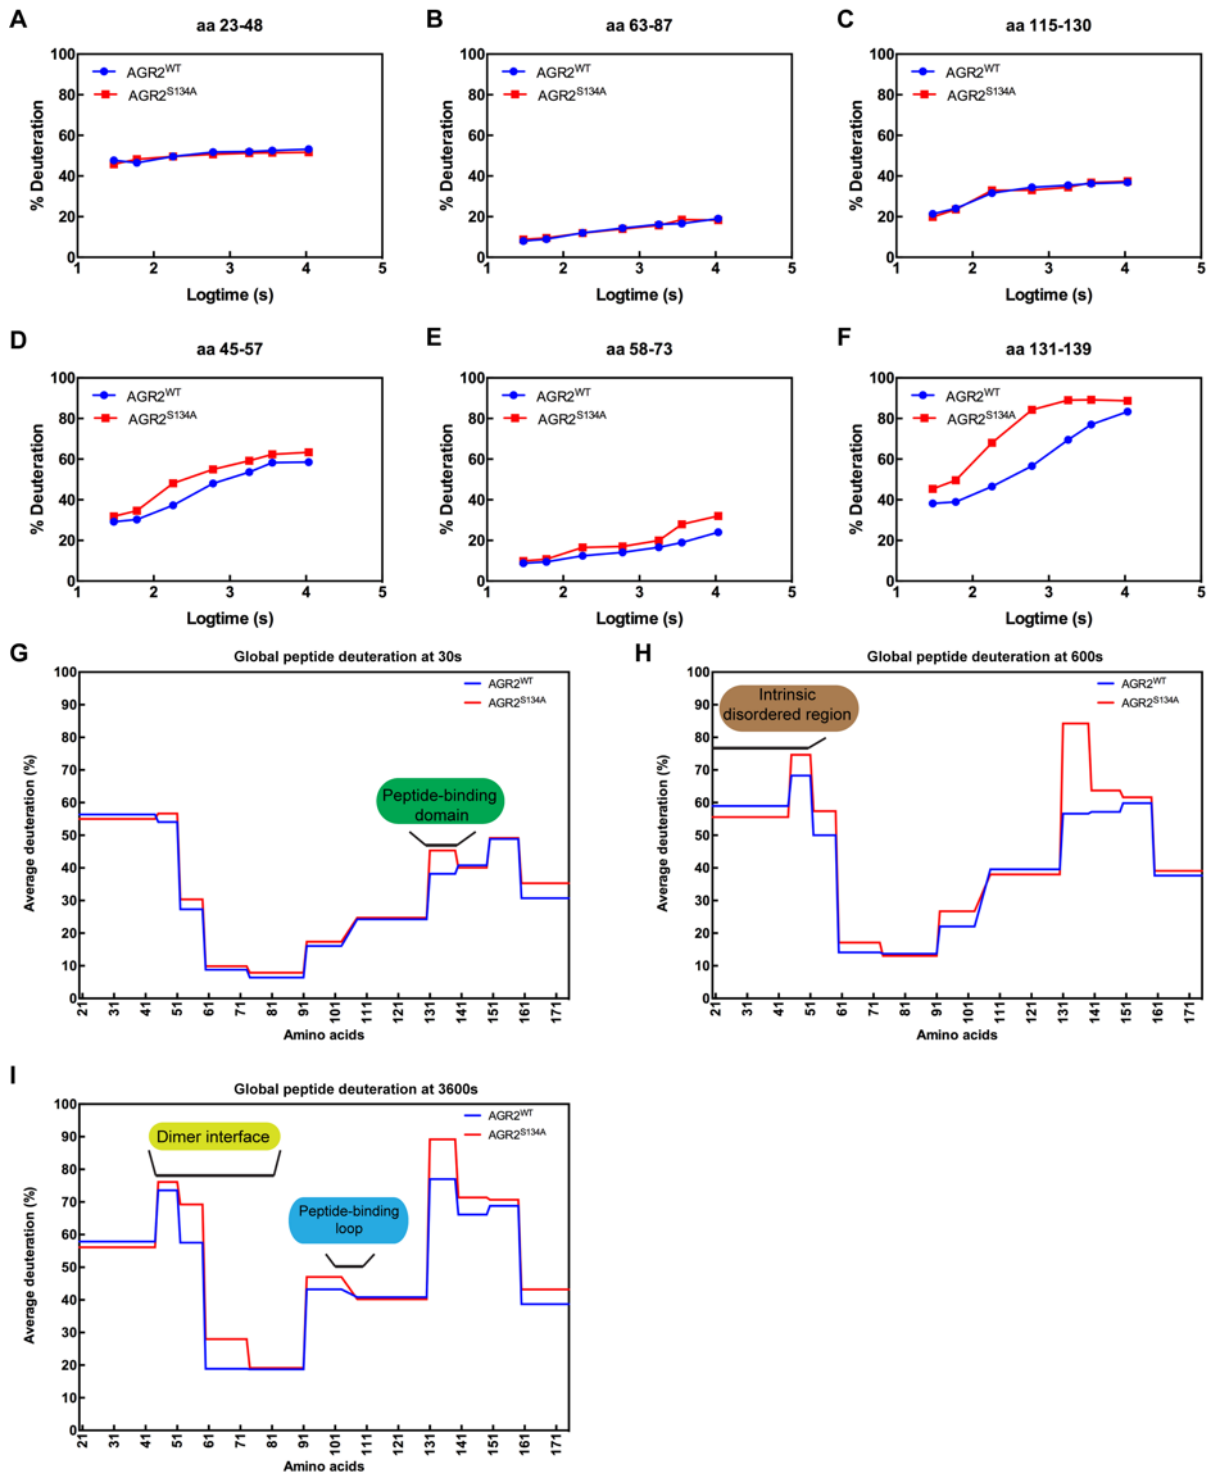 A
aa 23-48
% Deuteration
100
80
60
40
20
0
AGR2WT
AGR2S134A
1 2 3 4 5
Logtime (s)
B
aa 63-87
% Deuteration
100
80
60
40
20
0
AGR2WT
AGR2S134A
1 2 3 4 5
Logtime (s)
C
aa 115-130
% Deuteration
100
80
60
40
20
0
AGR2WT
AGR2S134A
1 2 3 4 5
Logtime (s)
D
aa 45-57
% Deuteration
100
80
60
40
20
0
AGR2WT
AGR2S134A
1 2 3 4 5
Logtime (s)
E
aa 58-73
% Deuteration
100
80
60
40
20
0
AGR2WT
AGR2S134A
1 2 3 4 5
Logtime (s)
F
aa 131-139
% Deuteration
100
80
60
40
20
0
AGR2WT
AGR2S134A
1 2 3 4 5
Logtime (s)
G
Global peptide deuteration at 30s
Average deuteration (%)
100
90
80
70
60
50
40
30
20
10
0
AGR2WT
AGR2S134A
Peptide-binding
domain
21 31 41 51 61 71 81 91 101 111 121 131 141 151 161 171
Amino acids
H
Global peptide deuteration at 600s
Average deuteration (%)
100
90
80
70
60
50
40
30
20
10
0
AGR2WT
AGR2S134A
Intrinsic
disordered region
21 31 41 51 61 71 81 91 101 111 121 131 141 151 161 171
Amino acids
I
Global peptide deuteration at 3600s
Average deuteration (%)
100
90
80
70
60
50
40
30
20
10
0
AGR2WT
AGR2S134A
Dimer interface
Peptide-binding
loop
21 31 41 51 61 71 81 91 101 111 121 131 141 151 161 171
Amino acids